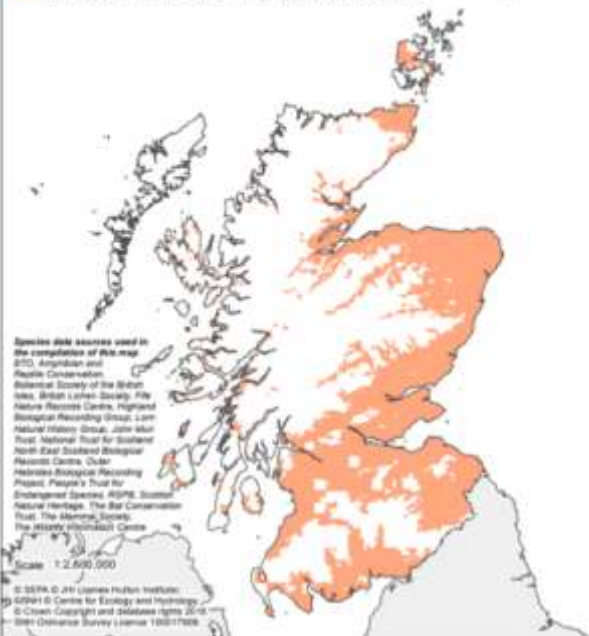 Species data sources used in
the compilation of this map
BTO, Amphibian and
Reptile Conservation,
Botanical Society of the British
Isles, British Lichen Society, Fife
Nature Records Centre, Highland
Biological Recording Group, Lorn
Natural History Group, John Muir
Trust, National Trust for Scotland
North East Scotland Biological
Records Centre, Outer
Hebrides Biological Recording
Project, People's Trust for
Endangered Species, RSPB, Scottish
Natural Heritage, The Bat Conservation
Trust, The Mammal Society,
The Wildlife Information Centre
Scale 1:2,600,000
© SEPA © JHI (James Hutton Institute)
©SNH © Centre for Ecology and Hydrology
© Crown Copyright and database rights
SNH Ordnance Survey Licence